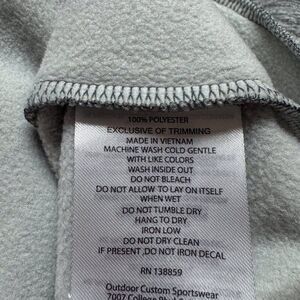 100% POLYESTER
EXCLUSIVE OF TRIMMING
MADE IN VIETNAM
MACHINE WASH COLD GENTLE
WITH LIKE COLORS
WASH INSIDE OUT
DO NOT BLEACH
DO NOT ALLOW TO LAY ON ITSELF
WHEN WET
DO NOT TUMBLE DRY
HANG TO DRY
IRON LOW
DO NOT DRY CLEAN
IF PRESENT ,DO NOT IRON DECAL
RN 138859
Outdoor Custom Sportswear
7007 College